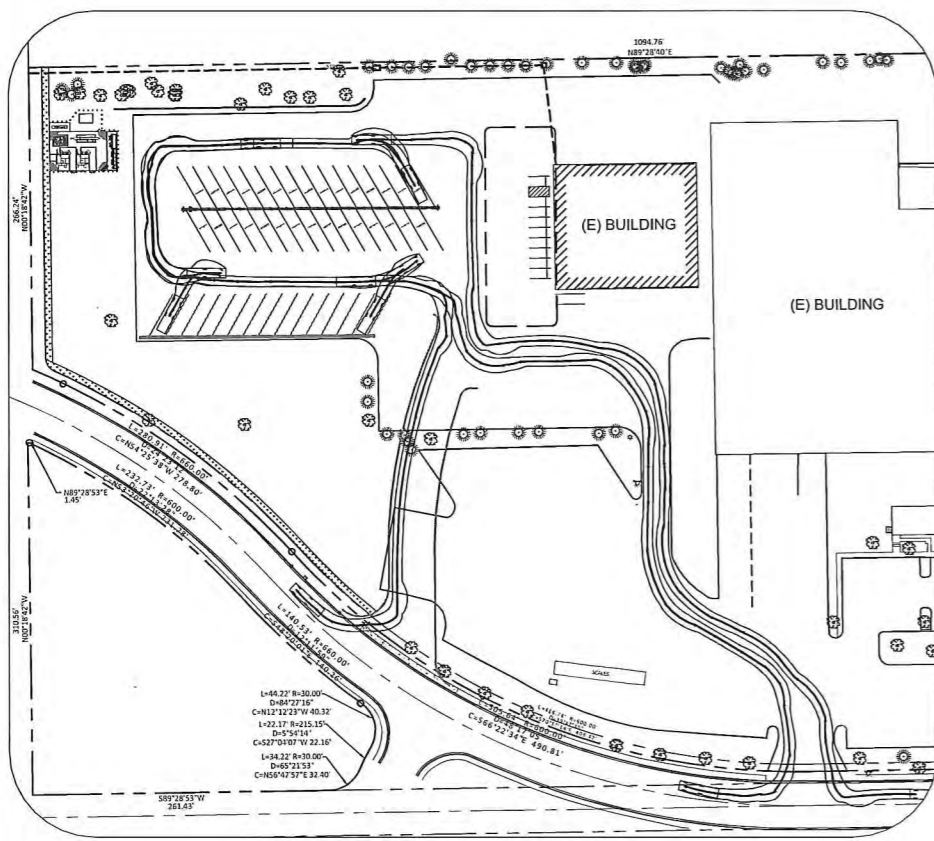 1094.76'
N89°28'40"E
266.24'
N00°18'42"W
(E) BUILDING
(E) BUILDING
L=280.91' R=660.00'
C=N54°25'38"W 278.80'
L=232.73' R=600.00'
N89°28'53"E
1.45'
310.56'
N00°18'42"W
L=140.53' R=660.00'
SCALES
L=44.22' R=30.00'
D=84°27'16"
C=N12°12'23"W 40.32'
L=22.17' R=215.15'
D=5°54'14"
C=S27°04'07"W 22.16'
L=34.22' R=30.00'
D=65°21'53"
C=N56°47'57"E 32.40'
C=S66°22'34"E 490.81'
S89°28'53"W
261.43'